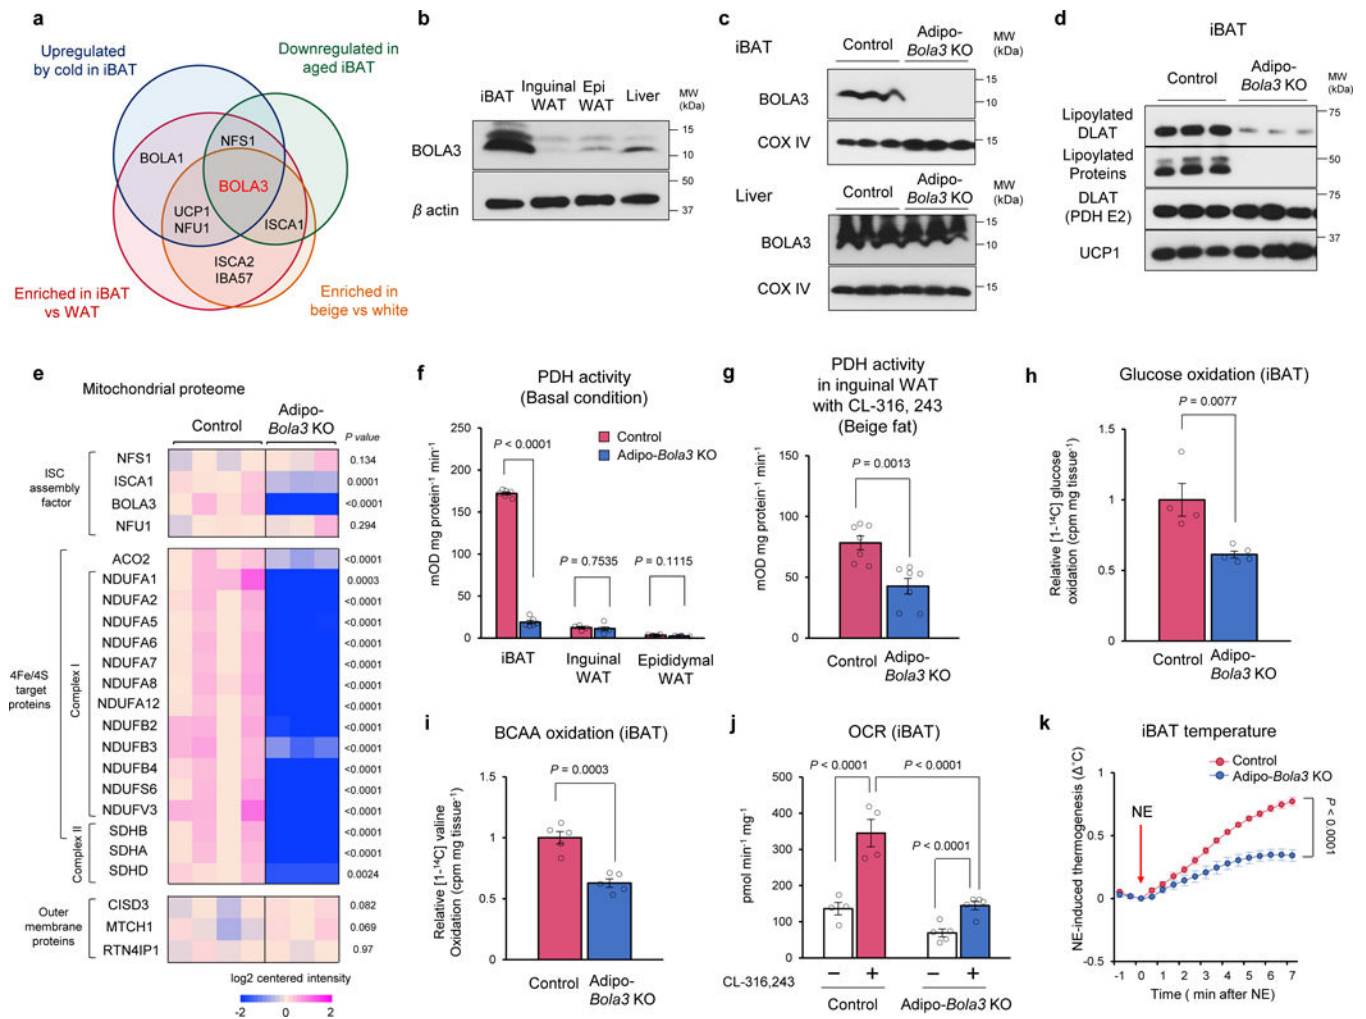 a
Upregulated
by cold in iBAT
Downregulated in
aged iBAT
NFS1
BOLA1
BOLA3
UCP1
NFU1
ISCA1
ISCA2
IBA57
Enriched in iBAT
vs WAT
Enriched in
beige vs white
b
iBAT
Inguinal
WAT
Epi
WAT
Liver
MW
(kDa)
BOLA3
15
10
50
β actin
37
c
iBAT
Control
Adipo-
Bola3 KO
MW
(kDa)
BOLA3
15
10
COX IV
15
Liver
Control
Adipo-
Bola3 KO
MW
(kDa)
BOLA3
15
10
COX IV
15
d
iBAT
Control
Adipo-
Bola3 KO
MW
(kDa)
Lipoylated
DLAT
75
Lipoylated
Proteins
50
DLAT
(PDH E2)
75
UCP1
37
e
Mitochondrial proteome
Control
Adipo-
Bola3 KO
P value
ISC
assembly
factor
NFS1 0.134
ISCA1 0.0001
BOLA3 <0.0001
NFU1 0.294
4Fe/4S
target
proteins
Complex I
Complex II
ACO2 <0.0001
NDUFA1 0.0003
NDUFA2 <0.0001
NDUFA5 <0.0001
NDUFA6 <0.0001
NDUFA7 <0.0001
NDUFA8 <0.0001
NDUFA12 <0.0001
NDUFB2 <0.0001
NDUFB3 <0.0001
NDUFB4 <0.0001
NDUFS6 <0.0001
NDUFV3 <0.0001
SDHB <0.0001
SDHA <0.0001
SDHD 0.0024
Outer
membrane
proteins
CISD3 0.082
MTCH1 0.069
RTN4IP1 0.97
log2 centered intensity
-2 0 2
f
PDH activity
(Basal condition)
Control
Adipo-Bola3 KO
P < 0.0001
P = 0.7535
P = 0.1115
mOD mg protein⁻¹ min⁻¹
250
200
150
100
50
0
iBAT
Inguinal
WAT
Epididymal
WAT
g
PDH activity
in inguinal WAT
with CL-316, 243
(Beige fat)
P = 0.0013
mOD mg protein⁻¹ min⁻¹
150
100
50
0
Control
Adipo-
Bola3 KO
h
Glucose oxidation (iBAT)
P = 0.0077
Relative [1-¹⁴C] glucose
oxidation (cpm mg tissue⁻¹)
1.5
1
0.5
0
Control
Adipo-
Bola3 KO
i
BCAA oxidation (iBAT)
P = 0.0003
Relative [1-¹⁴C] valine
Oxidation (cpm mg tissue⁻¹)
1.5
1
0.5
0
Control
Adipo-
Bola3 KO
j
OCR (iBAT)
P < 0.0001
P < 0.0001
P < 0.0001
pmol min⁻¹ mg⁻¹
500
400
300
200
100
0
CL-316,243
− + − +
Control
Adipo-Bola3 KO
k
iBAT temperature
Control
Adipo-Bola3 KO
NE
P < 0.0001
NE-induced thermogenesis (Δ°C)
1
0.5
0
-0.5
-1 0 1 2 3 4 5 6 7
Time ( min after NE)